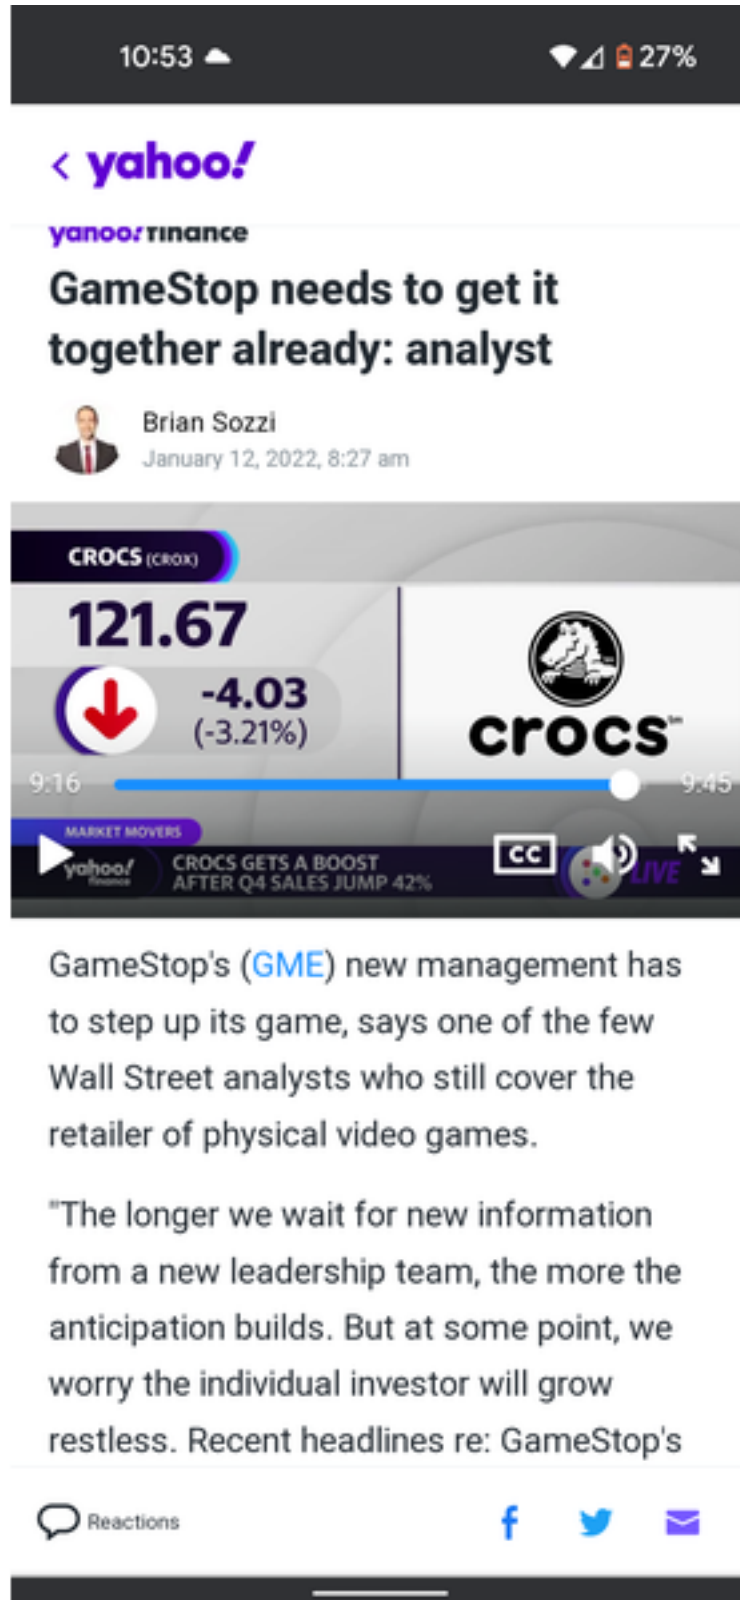 10:53
27%
yahoo!
yahoo!finance
GameStop needs to get it
together already: analyst
Brian Sozzi
January 12, 2022, 8:27 am
CROCS (CROX)
121.67
-4.03
(-3.21%)
crocs
9:16
9:45
MARKET MOVERS
CC
yahoo!
finance
CROCS GETS A BOOST
AFTER Q4 SALES JUMP 42%
LIVE
GameStop's (GME) new management has
to step up its game, says one of the few
Wall Street analysts who still cover the
retailer of physical video games.
"The longer we wait for new information
from a new leadership team, the more the
anticipation builds. But at some point, we
worry the individual investor will grow
restless. Recent headlines re: GameStop's
Reactions